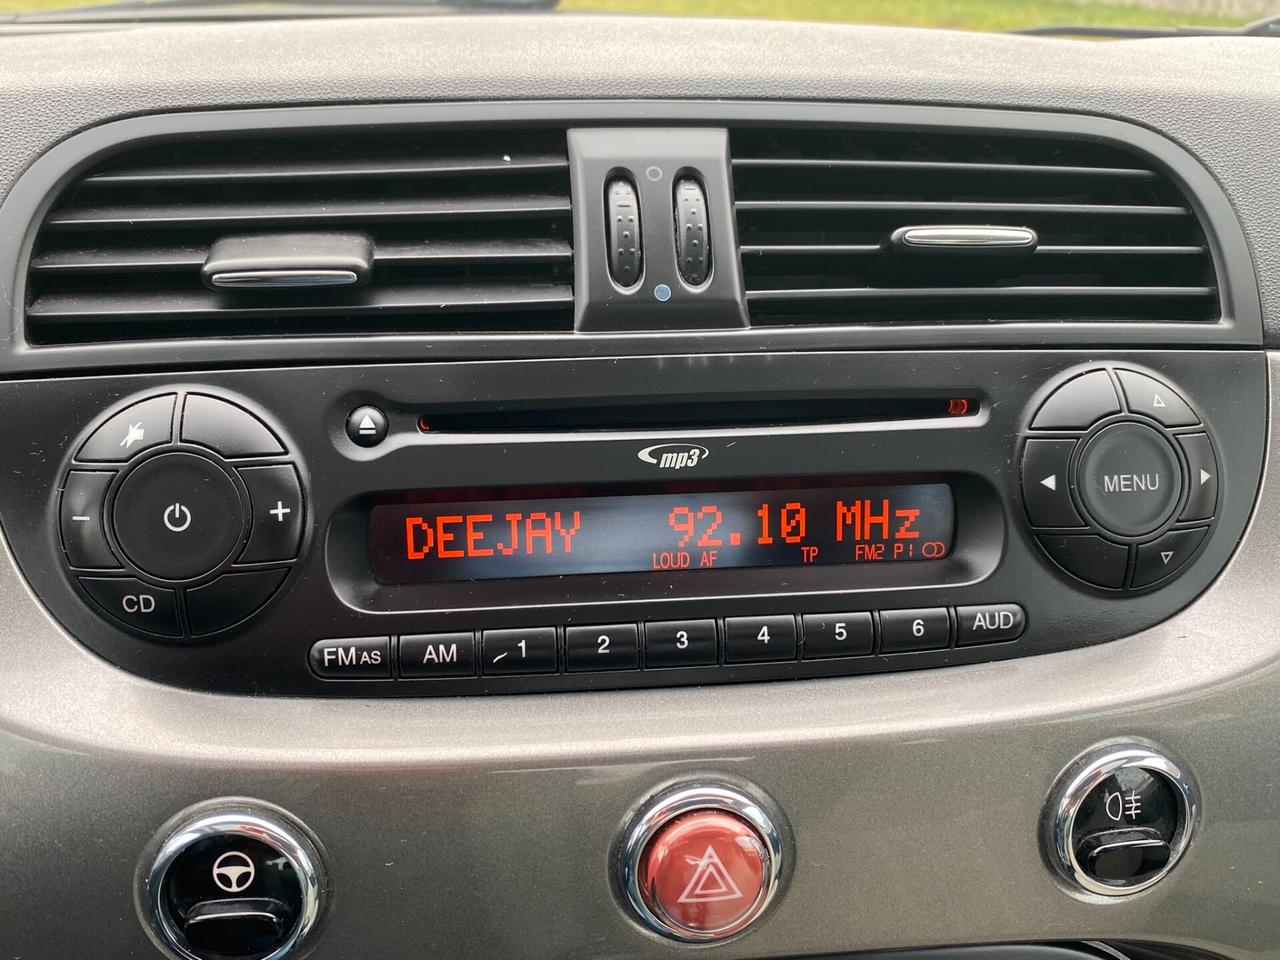 mp3
DEEJAY 92.10 MHz
LOUD AF TP FM2 P1
MENU
CD
FM AS AM 1 2 3 4 5 6 AUD